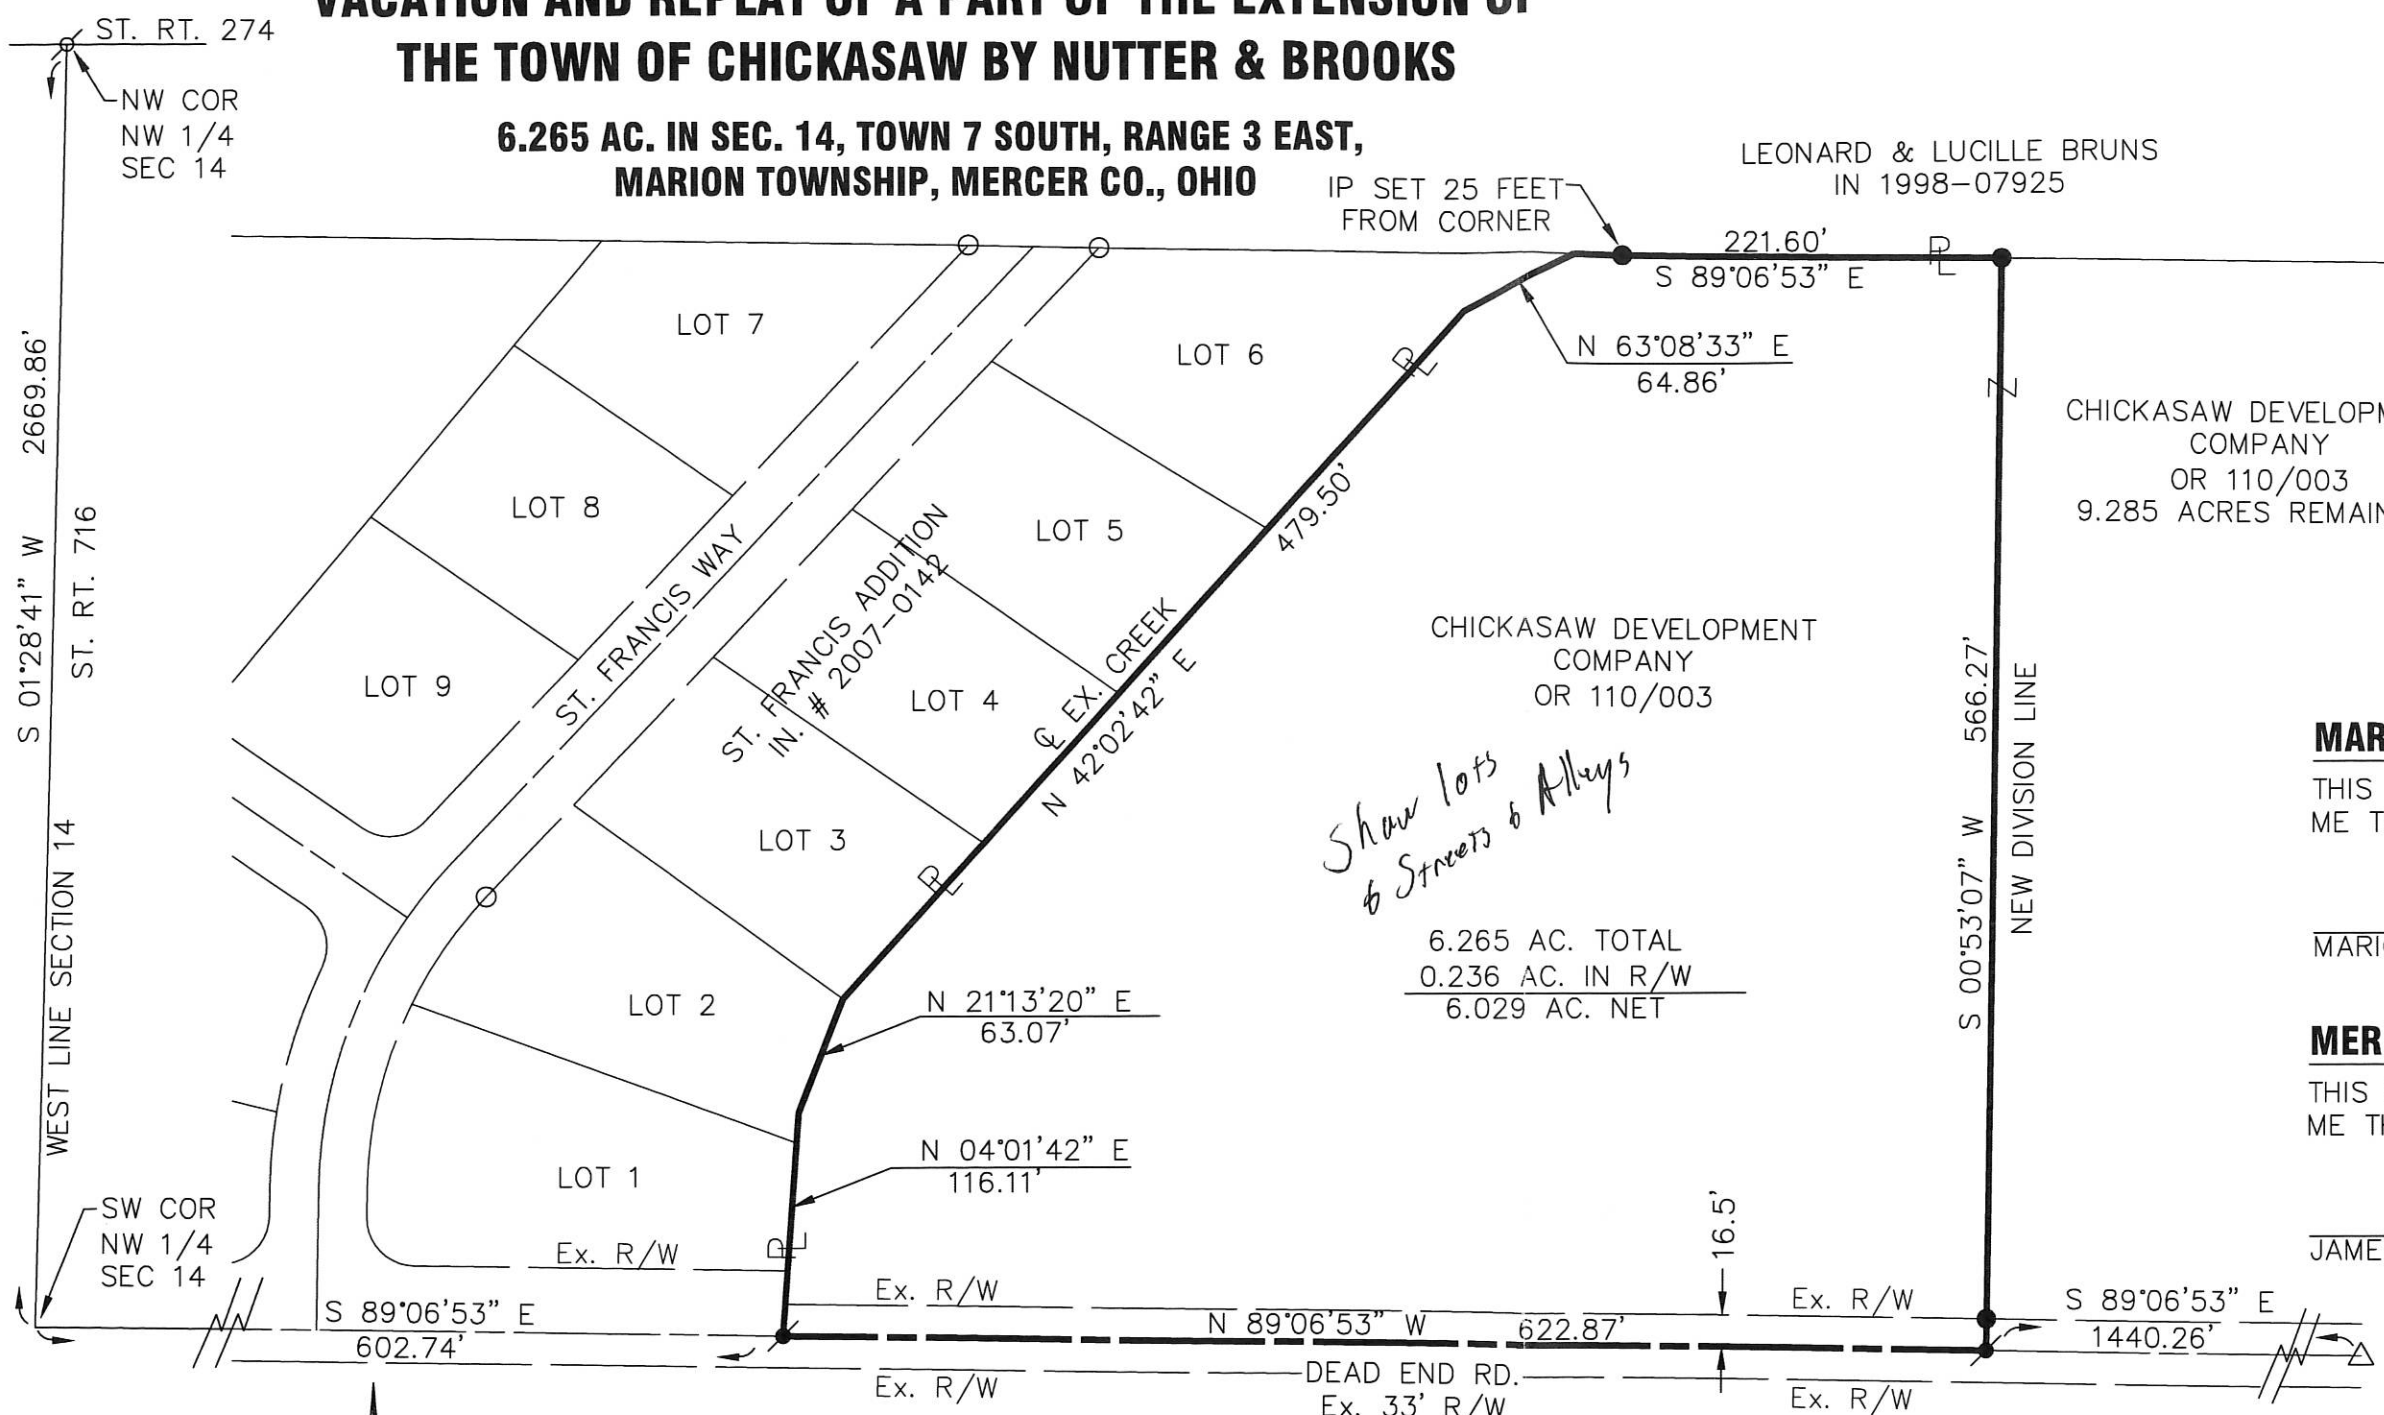 VACATION AND REPLAT OF A PART OF THE EXTENSION OF
THE TOWN OF CHICKASAW BY NUTTER & BROOKS
6.265 AC. IN SEC. 14, TOWN 7 SOUTH, RANGE 3 EAST,
MARION TOWNSHIP, MERCER CO., OHIO
ST. RT. 274
NW COR
NW 1/4
SEC 14
S 01°28'41" W 2669.86'
ST. RT. 716
WEST LINE SECTION 14
SW COR
NW 1/4
SEC 14
LEONARD & LUCILLE BRUNS
IN 1998-07925
IP SET 25 FEET
FROM CORNER
221.60'
PL
S 89°06'53" E
N 63°08'33" E
64.86'
LOT 7
LOT 6
LOT 8
LOT 5
LOT 9
LOT 4
LOT 3
LOT 2
LOT 1
ST. FRANCIS WAY
ST. FRANCIS ADDITION
IN. # 2007-0142
PL
479.50'
℄ EX. CREEK
N 42°02'42" E
PL
N 21°13'20" E
63.07'
N 04°01'42" E
116.11'
PL
CHICKASAW DEVELOPMENT
COMPANY
OR 110/003
Show lots
& Streets & Alleys
6.265 AC. TOTAL
0.236 AC. IN R/W
6.029 AC. NET
Z
S 00°53'07" W 566.27'
NEW DIVISION LINE
CHICKASAW DEVELOPM
COMPANY
OR 110/003
9.285 ACRES REMAIN
MAR
THIS
ME T
MARI
MER
THIS
ME TH
JAME
16.5'
Ex. R/W
Ex. R/W
Ex. R/W
S 89°06'53" E
602.74'
N 89°06'53" W 622.87'
S 89°06'53" E
1440.26'
Ex. R/W
DEAD END RD.
Ex. 33' R/W
Ex. R/W